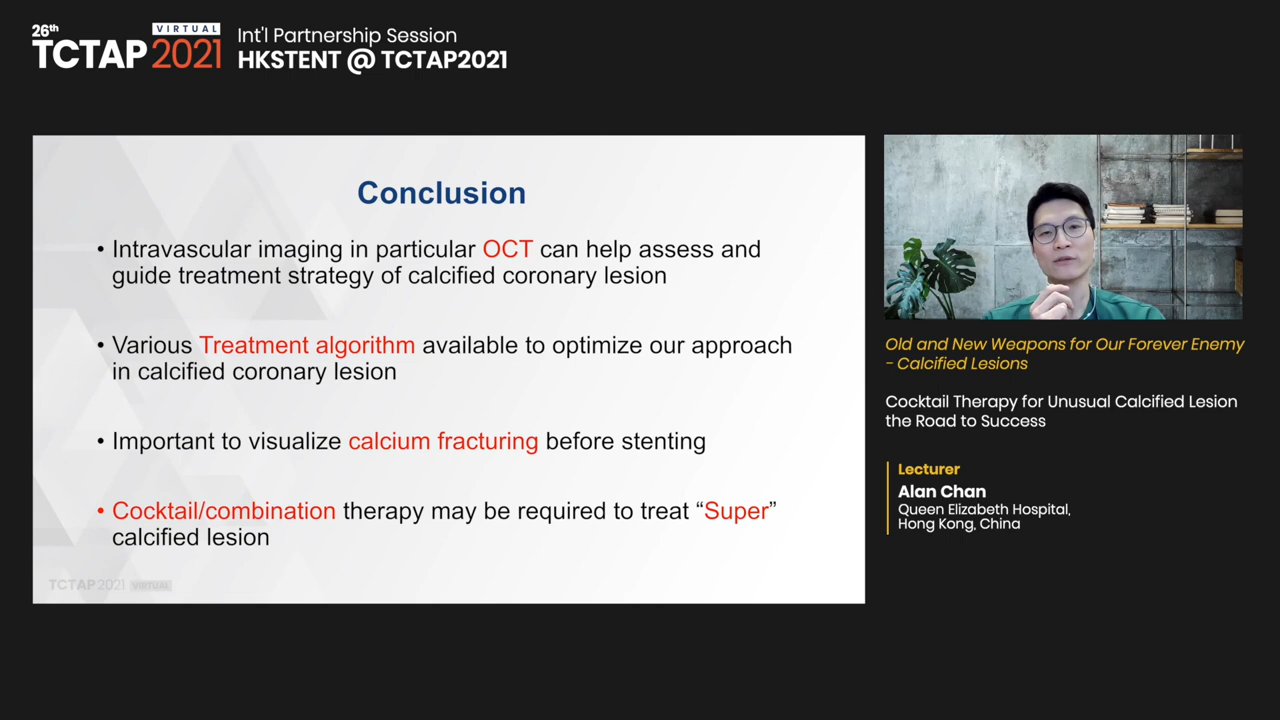 26th
VIRTUAL
TCTAP 2021
Int'l Partnership Session
HKSTENT @ TCTAP2021
Conclusion
• Intravascular imaging in particular OCT can help assess and
guide treatment strategy of calcified coronary lesion
• Various Treatment algorithm available to optimize our approach
in calcified coronary lesion
• Important to visualize calcium fracturing before stenting
• Cocktail/combination therapy may be required to treat “Super”
calcified lesion
TCTAP 2021 VIRTUAL
Old and New Weapons for Our Forever Enemy
- Calcified Lesions
Cocktail Therapy for Unusual Calcified Lesion
the Road to Success
Lecturer
Alan Chan
Queen Elizabeth Hospital,
Hong Kong, China